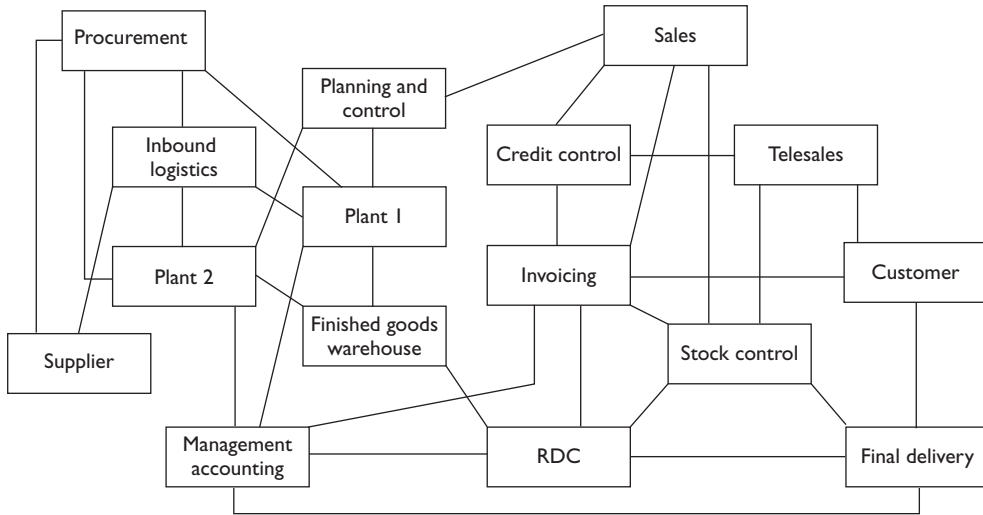 Procurement
Sales
Planning and
control
Credit control
Telesales
Inbound
logistics
Plant 1
Plant 2
Invoicing
Customer
Finished goods
warehouse
Stock control
Supplier
Management
accounting
RDC
Final delivery